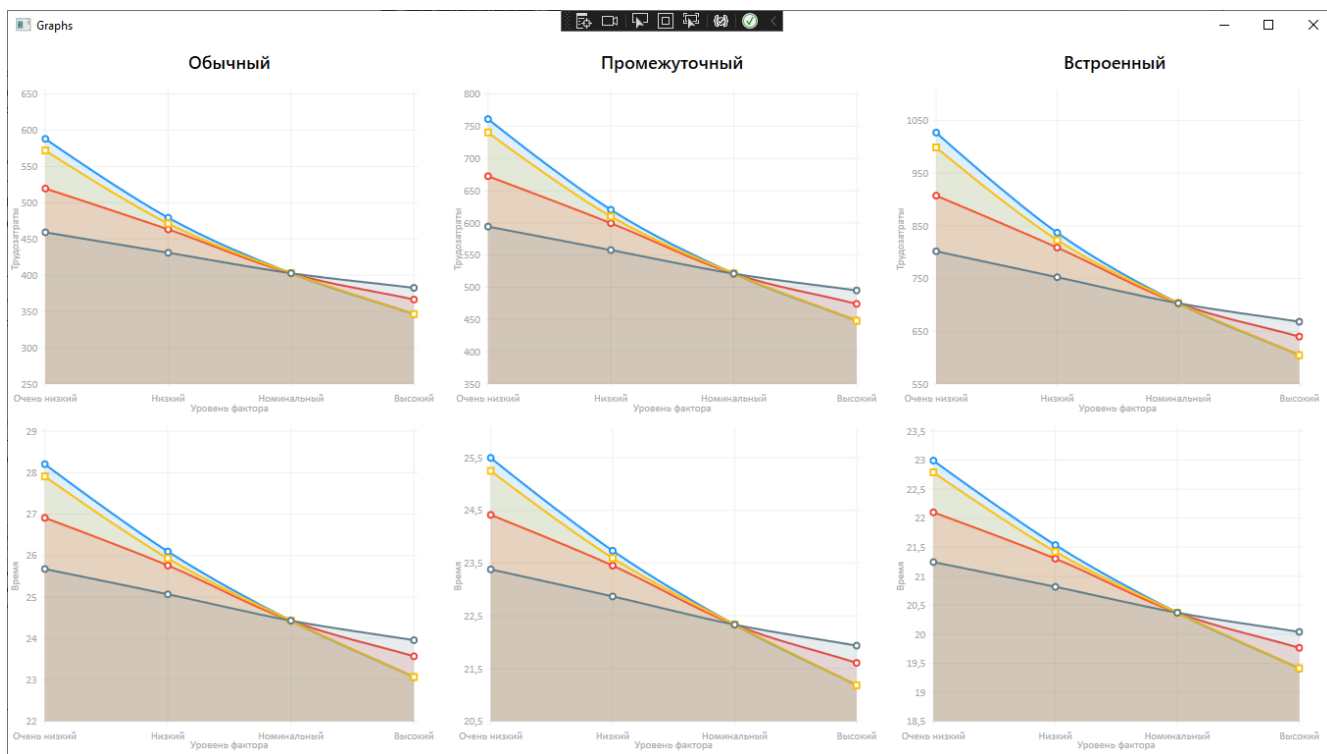 Graphs
Обычный
Промежуточный
Встроенный
650
600
550
500
450
400
350
300
250
Трудозатраты
Очень низкий
Низкий
Номинальный
Высокий
Уровень фактора
800
750
700
650
600
550
500
450
400
350
Трудозатраты
Очень низкий
Низкий
Номинальный
Высокий
Уровень фактора
1050
950
850
750
650
550
Трудозатраты
Очень низкий
Низкий
Номинальный
Высокий
Уровень фактора
29
28
27
26
25
24
23
22
Время
Очень низкий
Низкий
Номинальный
Высокий
Уровень фактора
25,5
24,5
23,5
22,5
21,5
20,5
Время
Очень низкий
Низкий
Номинальный
Высокий
Уровень фактора
23,5
23
22,5
22
21,5
21
20,5
20
19,5
19
18,5
Время
Очень низкий
Низкий
Номинальный
Высокий
Уровень фактора